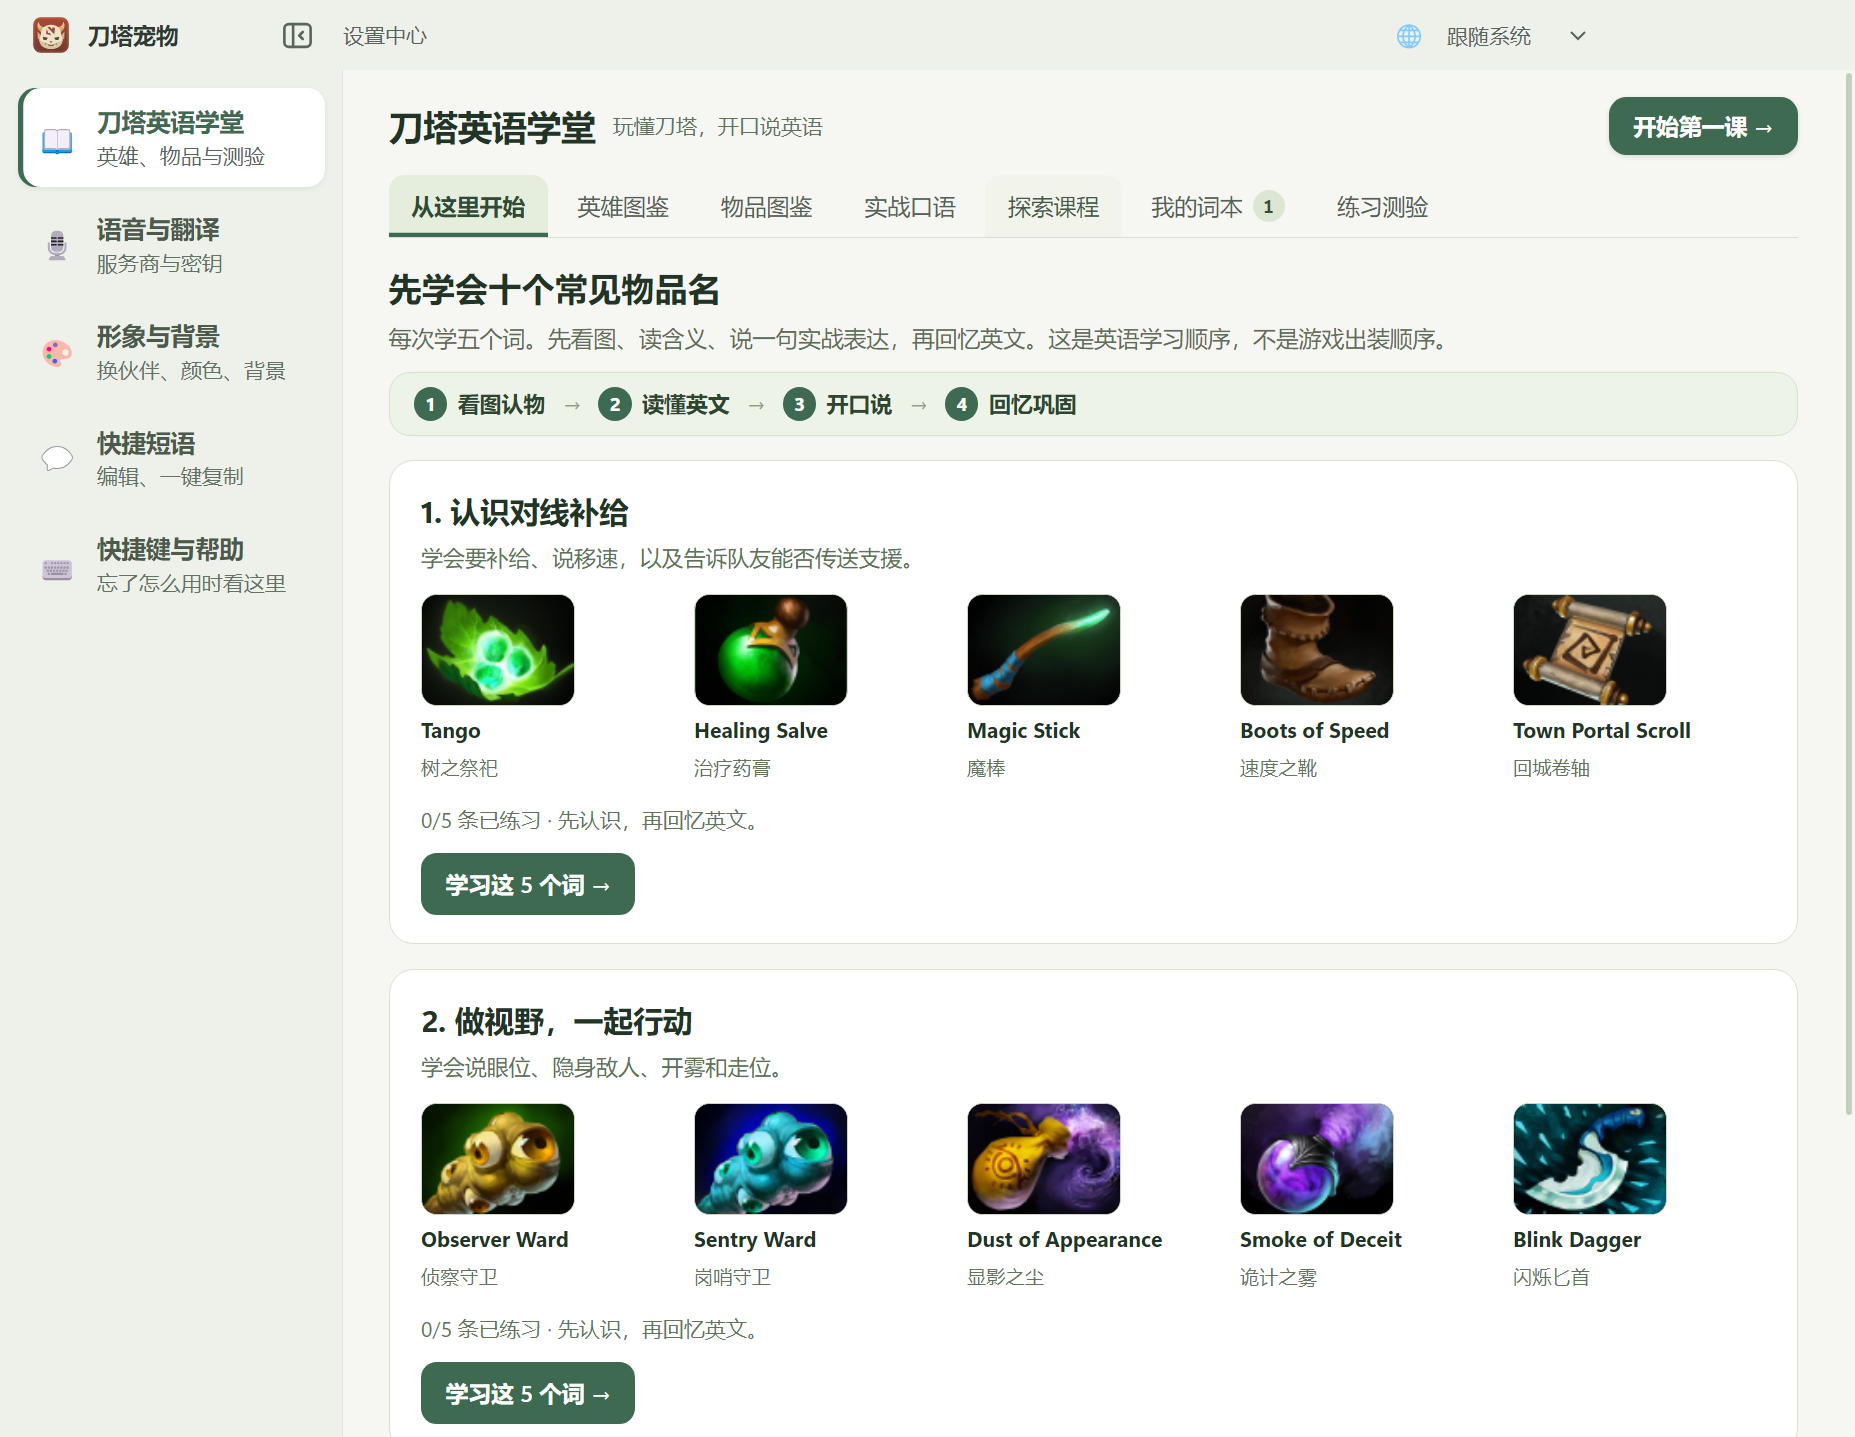 刀塔宠物
设置中心
跟随系统
刀塔英语学堂
英雄、物品与测验
语音与翻译
服务商与密钥
形象与背景
换伙伴、颜色、背景
快捷短语
编辑、一键复制
快捷键与帮助
忘了怎么用时看这里
刀塔英语学堂 玩懂刀塔，开口说英语
开始第一课 →
从这里开始 英雄图鉴 物品图鉴 实战口语 探索课程 我的词本 1 练习测验
先学会十个常见物品名
每次学五个词。先看图、读含义、说一句实战表达，再回忆英文。这是英语学习顺序，不是游戏出装顺序。
1 看图认物 → 2 读懂英文 → 3 开口说 → 4 回忆巩固
1. 认识对线补给
学会要补给、说移速，以及告诉队友能否传送支援。
Tango Healing Salve Magic Stick Boots of Speed Town Portal Scroll
树之祭祀 治疗药膏 魔棒 速度之靴 回城卷轴
0/5 条已练习 · 先认识，再回忆英文。
学习这 5 个词 →
2. 做视野，一起行动
学会说眼位、隐身敌人、开雾和走位。
Observer Ward Sentry Ward Dust of Appearance Smoke of Deceit Blink Dagger
侦察守卫 岗哨守卫 显影之尘 诡计之雾 闪烁匕首
0/5 条已练习 · 先认识，再回忆英文。
学习这 5 个词 →